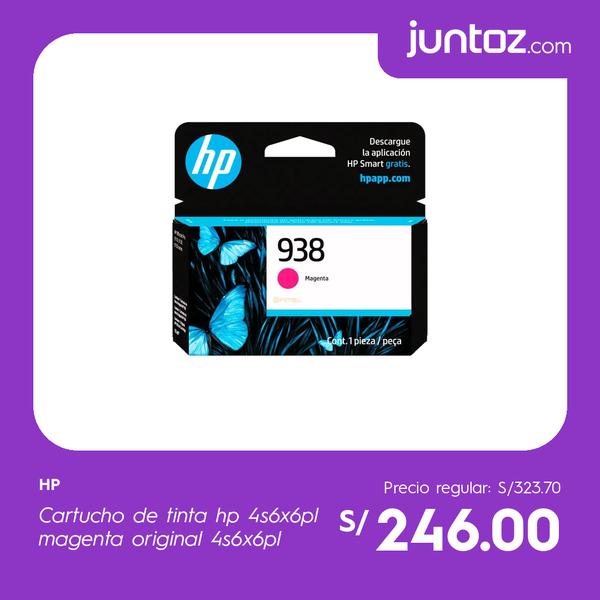 juntoz.com
hp
Descargue
la aplicación
HP Smart gratis.
hpapp.com
938
Magenta
Cont. 1 pieza / peça
HP
Cartucho de tinta hp 4s6x6pl
magenta original 4s6x6pl
Precio regular: S/323.70
S/ 246.00